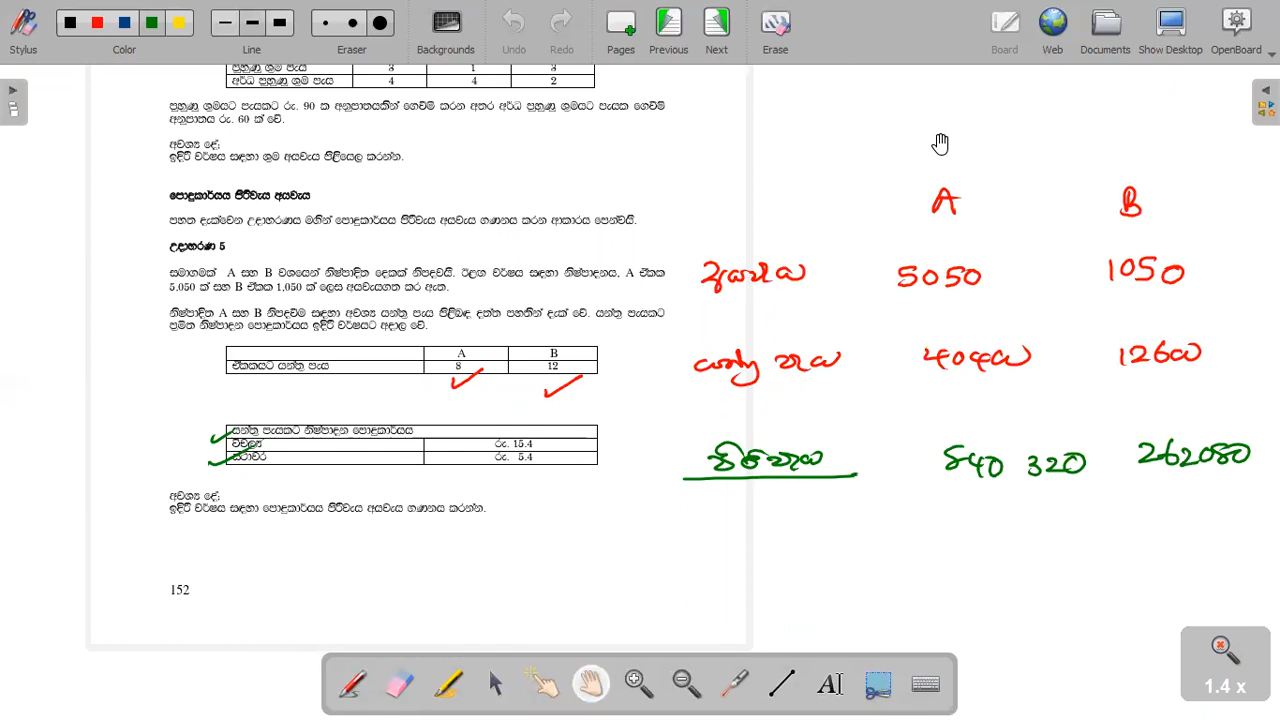 Stylus Color Line Eraser Backgrounds Undo Redo Pages Previous Next Erase Board Web Documents Show Desktop OpenBoard
පුහුණු ශ්‍රම පැය 3 1 3
අර්ධ පුහුණු ශ්‍රම පැය 4 4 2
පුහුණු ශ්‍රමයට පැයකට රු. 90 ක අනුපාතයකින් ගෙවීම් කරන අතර අර්ධ පුහුණු ශ්‍රමයට පැයක ගෙවීම්
අනුපාතය රු. 60 ක් වේ.
අවශ්‍ය දේ;
ඉදිරි වර්ෂය සඳහා ශ්‍රම අයවැය පිළියෙල කරන්න.
පොදුකාර්යය පිරිවැය අයවැය
පහත දැක්වෙන උදාහරණය මගින් පොදුකාර්යය පිරිවැය අයවැය ගණනය කරන ආකාරය පෙන්වයි.
උදාහරණ 5
සමාගමක් A සහ B වශයෙන් නිෂ්පාදිත දෙකක් නිපදවයි. ඊළඟ වර්ෂය සඳහා නිෂ්පාදනය, A ඒකක
5,050 ක් සහ B ඒකක 1,050 ක් ලෙස අයවැයගත කර ඇත.
නිෂ්පාදිත A සහ B නිපදවීම සඳහා අවශ්‍ය යන්ත්‍ර පැය පිළිබඳ දත්ත පහතින් දැක් වේ. යන්ත්‍ර පැයකට
ප්‍රමිත නිෂ්පාදන පොදුකාර්යය ඉදිරි වර්ෂයට අදාල වේ.
A B
ඒකකයට යන්ත්‍ර පැය 8 12
යන්ත්‍ර පැයකට නිෂ්පාදන පොදුකාර්යය
විචල්‍ය රු. 15.4
ස්ථාවර රු. 5.4
අවශ්‍ය දේ;
ඉදිරි වර්ෂය සඳහා පොදුකාර්යය පිරිවැය අයවැය ගණනය කරන්න.
152
A B
අයවැය 5050 1050
යන්ත්‍ර පැය 40400 12600
පිරිවැය 840 320 262080
1.4 x